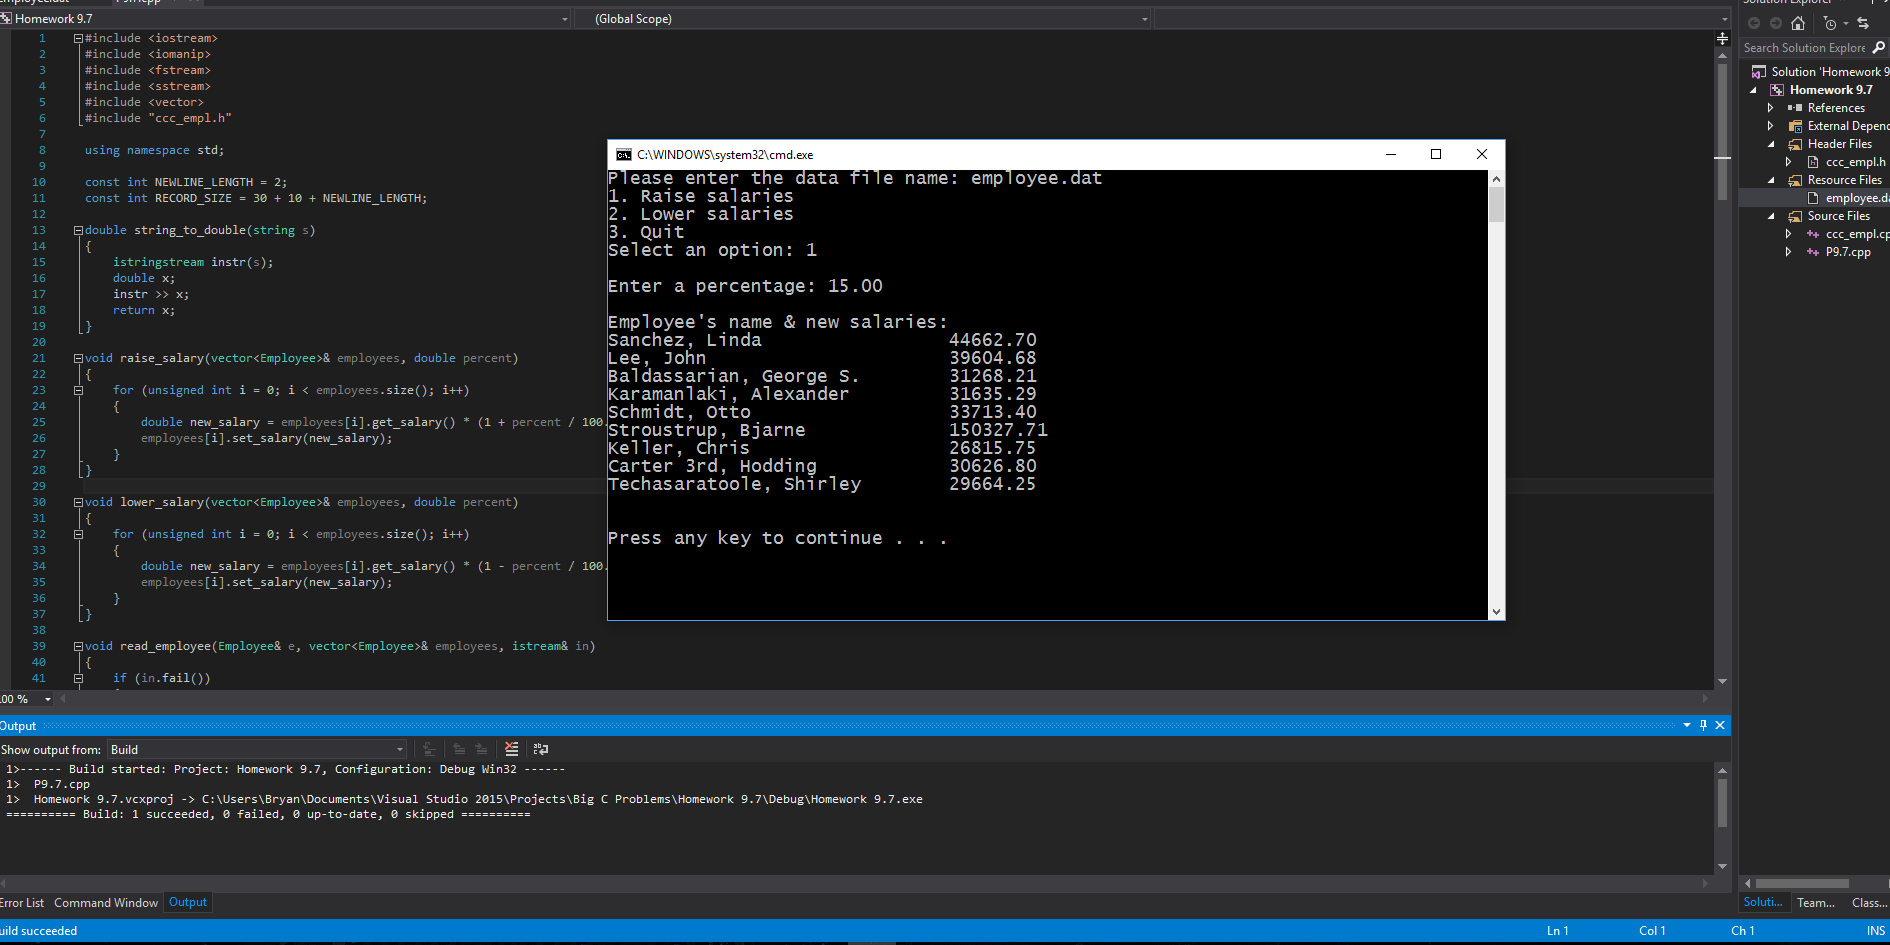 Homework 9.7
(Global Scope)
1 #include <iostream>
2 #include <iomanip>
3 #include <fstream>
4 #include <sstream>
5 #include <vector>
6 #include "ccc_empl.h"
7
8 using namespace std;
9
10 const int NEWLINE_LENGTH = 2;
11 const int RECORD_SIZE = 30 + 10 + NEWLINE_LENGTH;
12
13 double string_to_double(string s)
14 {
15 istringstream instr(s);
16 double x;
17 instr >> x;
18 return x;
19 }
20
21 void raise_salary(vector<Employee>& employees, double percent)
22 {
23 for (unsigned int i = 0; i < employees.size(); i++)
24 {
25 double new_salary = employees[i].get_salary() * (1 + percent / 100.
26 employees[i].set_salary(new_salary);
27 }
28 }
29
30 void lower_salary(vector<Employee>& employees, double percent)
31 {
32 for (unsigned int i = 0; i < employees.size(); i++)
33 {
34 double new_salary = employees[i].get_salary() * (1 - percent / 100.
35 employees[i].set_salary(new_salary);
36 }
37 }
38
39 void read_employee(Employee& e, vector<Employee>& employees, istream& in)
40 {
41 if (in.fail())
C:\WINDOWS\system32\cmd.exe
Please enter the data file name: employee.dat
1. Raise salaries
2. Lower salaries
3. Quit
Select an option: 1
Enter a percentage: 15.00
Employee's name & new salaries:
Sanchez, Linda 44662.70
Lee, John 39604.68
Baldassarian, George S. 31268.21
Karamanlaki, Alexander 31635.29
Schmidt, Otto 33713.40
Stroustrup, Bjarne 150327.71
Keller, Chris 26815.75
Carter 3rd, Hodding 30626.80
Techasaratoole, Shirley 29664.25
Press any key to continue . . .
Search Solution Explore
Solution 'Homework 9
Homework 9.7
References
External Depend
Header Files
ccc_empl.h
Resource Files
employee.da
Source Files
ccc_empl.cp
P9.7.cpp
00 %
Output
Show output from: Build
1>------ Build started: Project: Homework 9.7, Configuration: Debug Win32 ------
1> P9.7.cpp
1> Homework 9.7.vcxproj -> C:\Users\Bryan\Documents\Visual Studio 2015\Projects\Big C Problems\Homework 9.7\Debug\Homework 9.7.exe
========== Build: 1 succeeded, 0 failed, 0 up-to-date, 0 skipped ==========
Error List Command Window Output
Soluti... Team... Class...
uild succeeded Ln 1 Col 1 Ch 1 INS